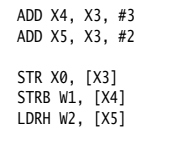 ADD X4, X3, #3
ADD X5, X3, #2
STR X0, [X3]
STRB W1, [X4]
LDRH W2, [X5]